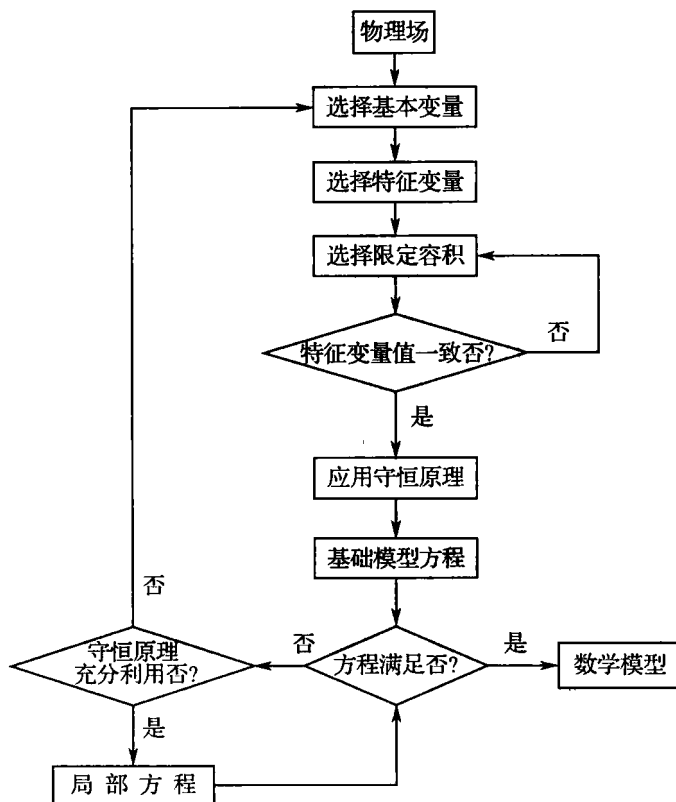 物理场
选择基本变量
选择特征变量
选择限定容积
否
特征变量值一致否?
是
应用守恒原理
基础模型方程
否
守恒原理
充分利用否?
否
方程满足否?
是
数学模型
是
局部方程